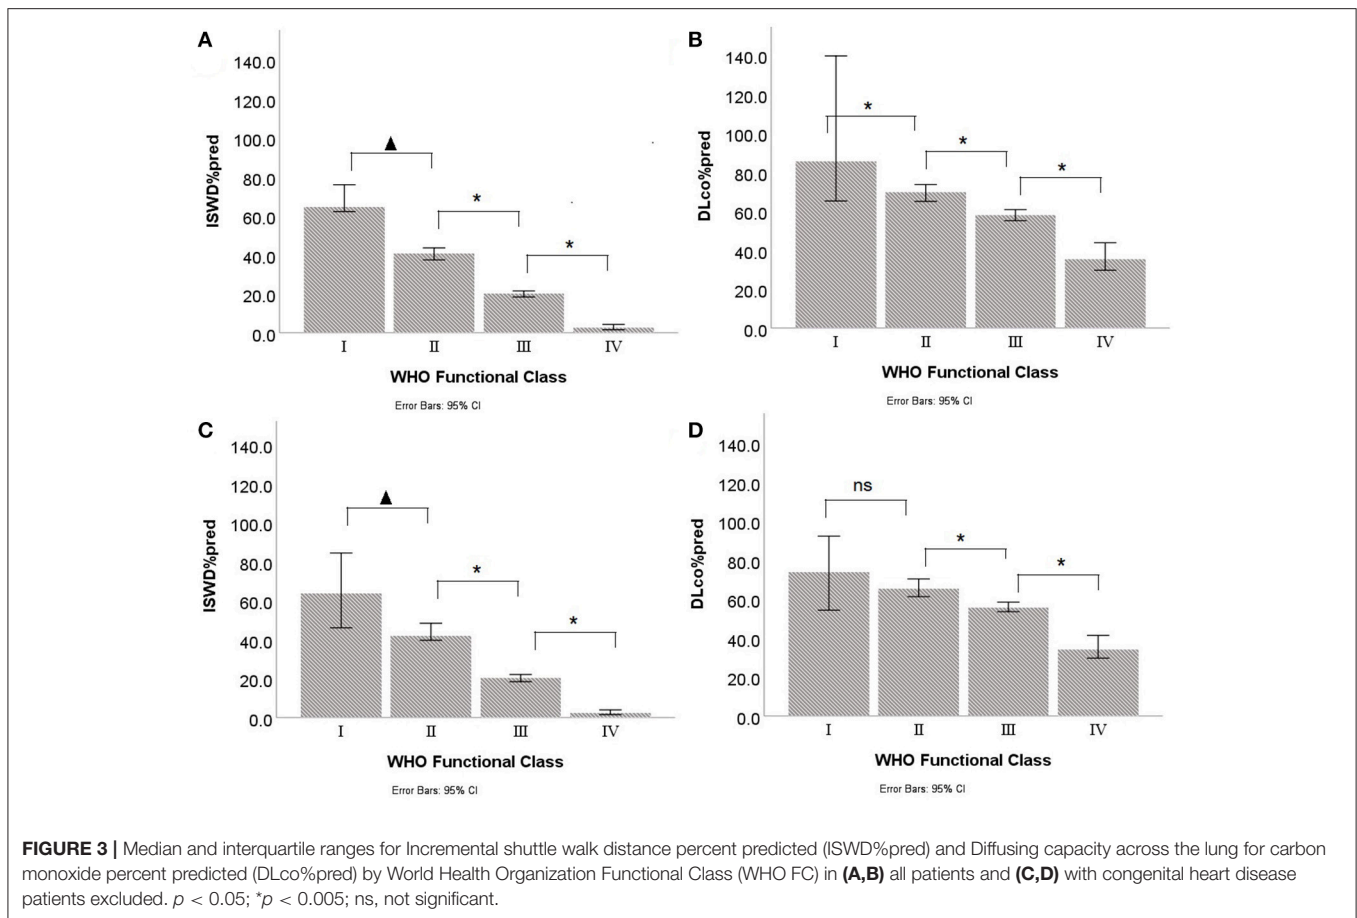 A
140.0
120.0
100.0
80.0
60.0
40.0
20.0
0.0
ISWD%pred
▲
*
*
I II III IV
WHO Functional Class
Error Bars: 95% CI
B
140.0
120.0
100.0
80.0
60.0
40.0
20.0
0.0
DLco%pred
*
*
*
I II III IV
WHO Functional Class
Error Bars: 95% CI
C
140.0
120.0
100.0
80.0
60.0
40.0
20.0
0.0
ISWD%pred
▲
*
*
I II III IV
WHO Functional Class
Error Bars: 95% CI
D
140.0
120.0
100.0
80.0
60.0
40.0
20.0
0.0
DLco%pred
ns
*
*
I II III IV
WHO Functional Class
Error Bars: 95% CI
FIGURE 3 | Median and interquartile ranges for Incremental shuttle walk distance percent predicted (ISWD%pred) and Diffusing capacity across the lung for carbon
monoxide percent predicted (DLco%pred) by World Health Organization Functional Class (WHO FC) in (A,B) all patients and (C,D) with congenital heart disease
patients excluded. p < 0.05; *p < 0.005; ns, not significant.